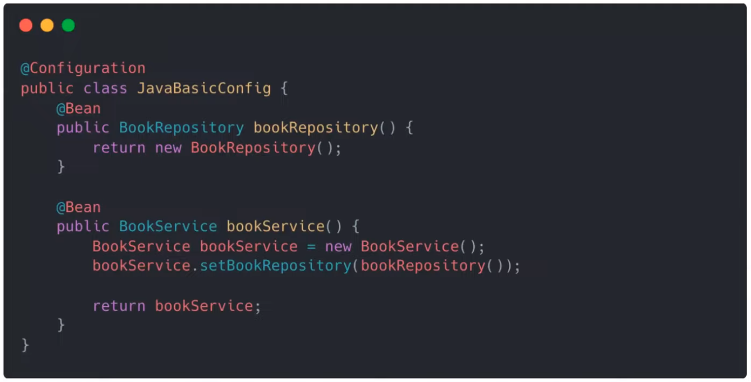 @Configuration
public class JavaBasicConfig {
    @Bean
    public BookRepository bookRepository() {
        return new BookRepository();
    }

    @Bean
    public BookService bookService() {
        BookService bookService = new BookService();
        bookService.setBookRepository(bookRepository());

        return bookService;
    }
}